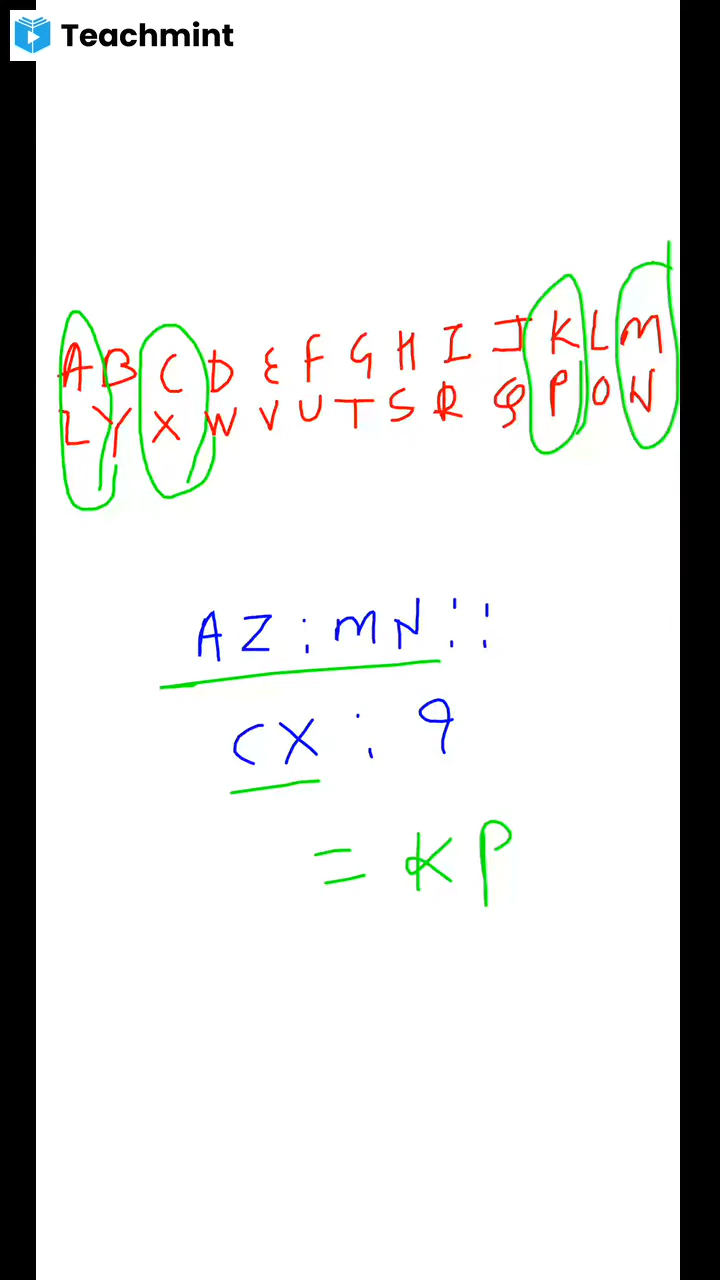 Teachmint
A B C D E F G H I J K L M
Z Y X W V U T S R Q P O N
AZ : MN ::
CX : ?
= KP